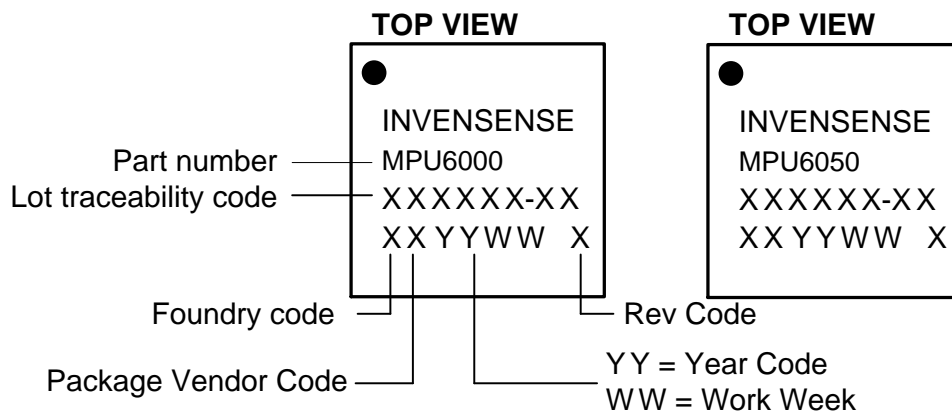 TOP VIEW
INVENSENSE
Part number
MPU6000
Lot traceability code
XXXXXX-XX
XXYYWW X
Foundry code
Rev Code
Package Vendor Code
YY = Year Code
WW = Work Week
TOP VIEW
INVENSENSE
MPU6050
XXXXXX-XX
XXYYWW X